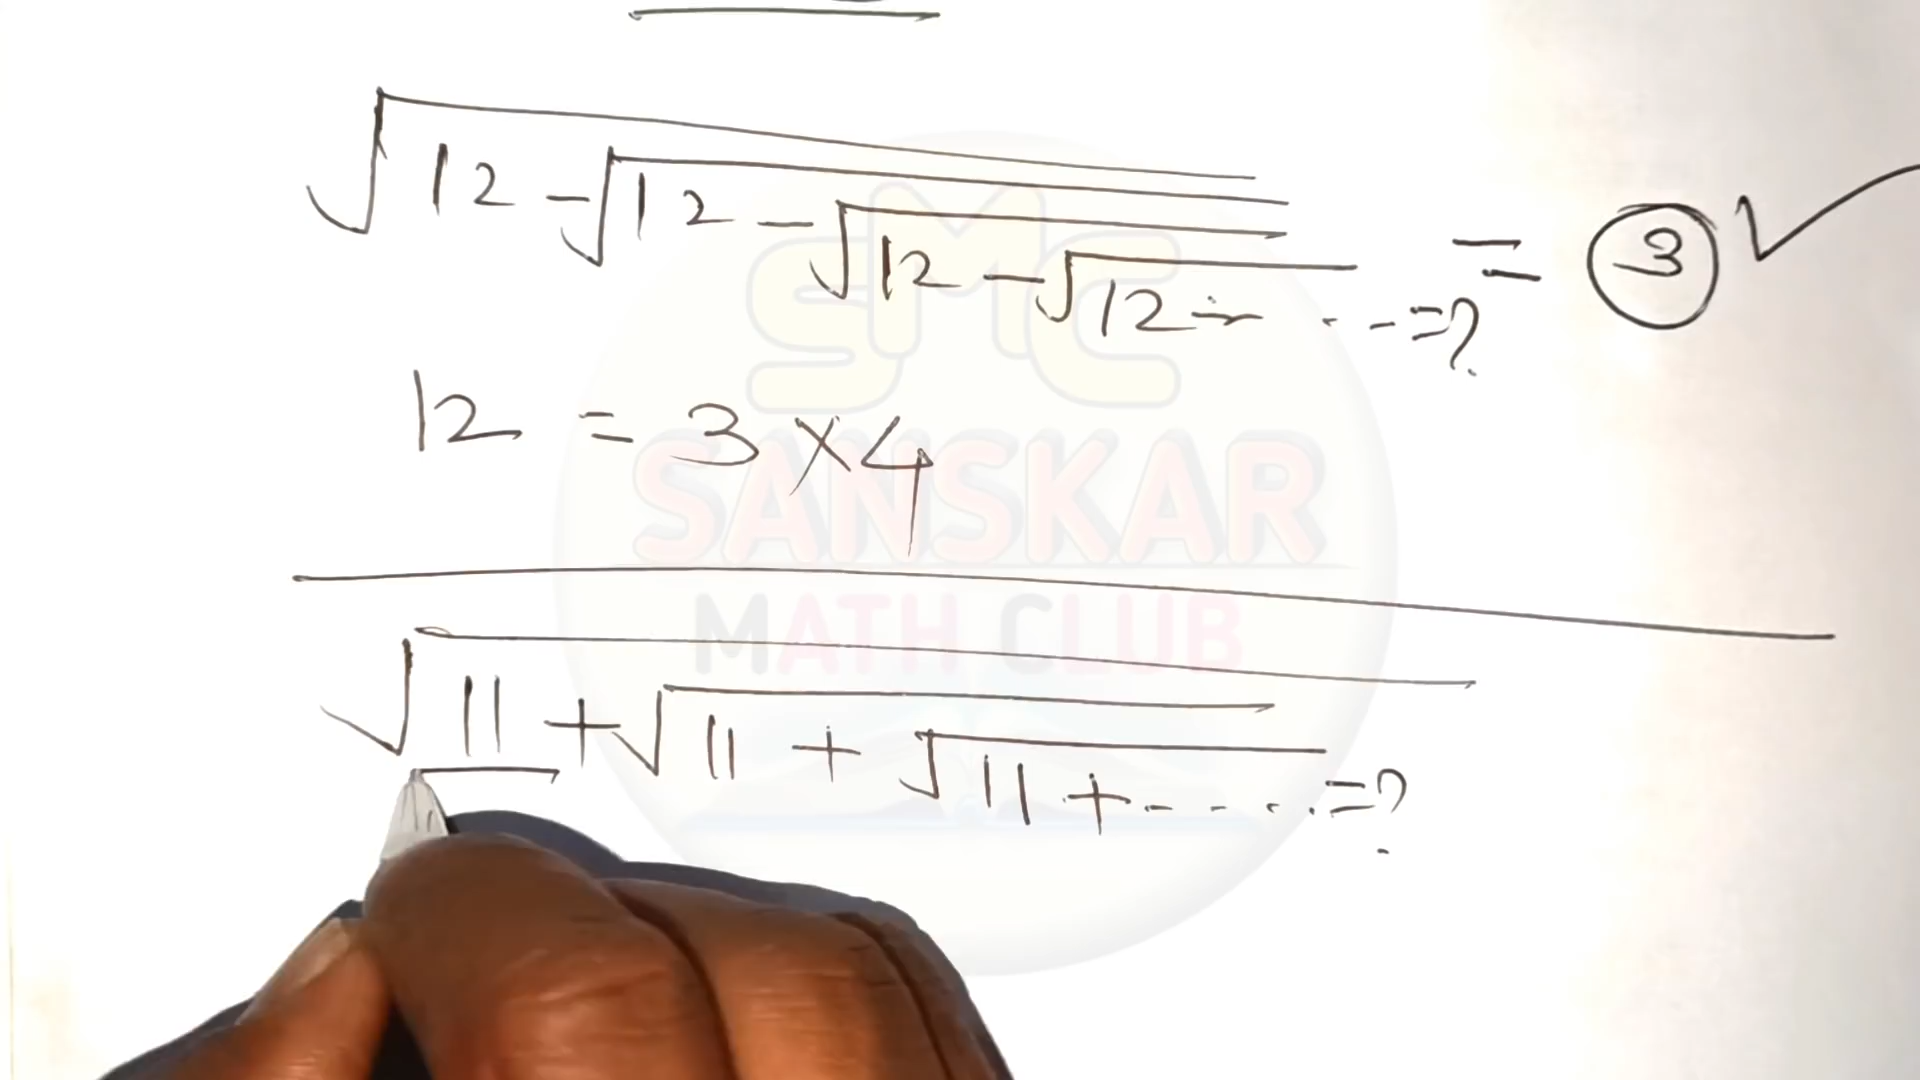 √12 - √12 - √12 - √12 - ... = ? = 3 ✓
12 = 3 × 4
√11 + √11 + √11 + ..... = ?
SMC
SANSKAR
MATH CLUB